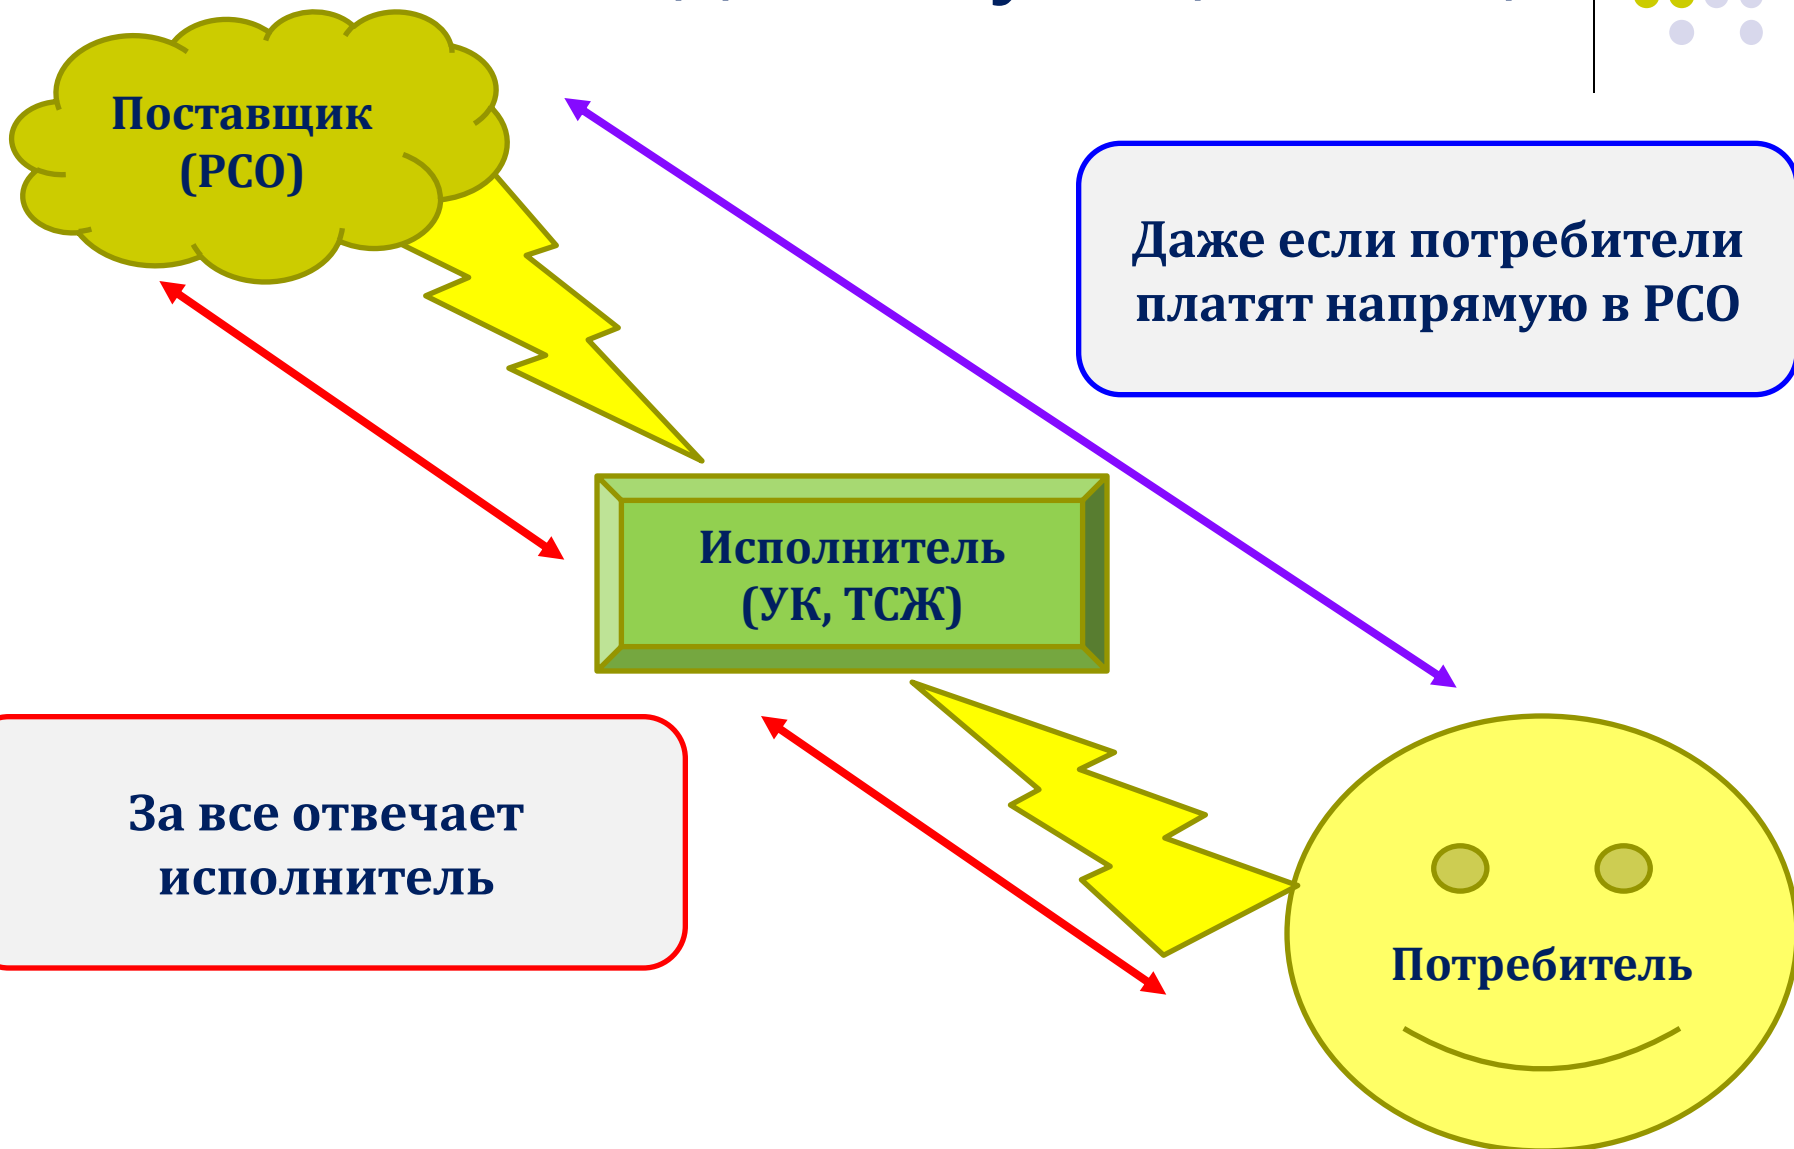 Поставщик
(РСО)
Даже если потребители
платят напрямую в РСО
Исполнитель
(УК, ТСЖ)
За все отвечает
исполнитель
Потребитель